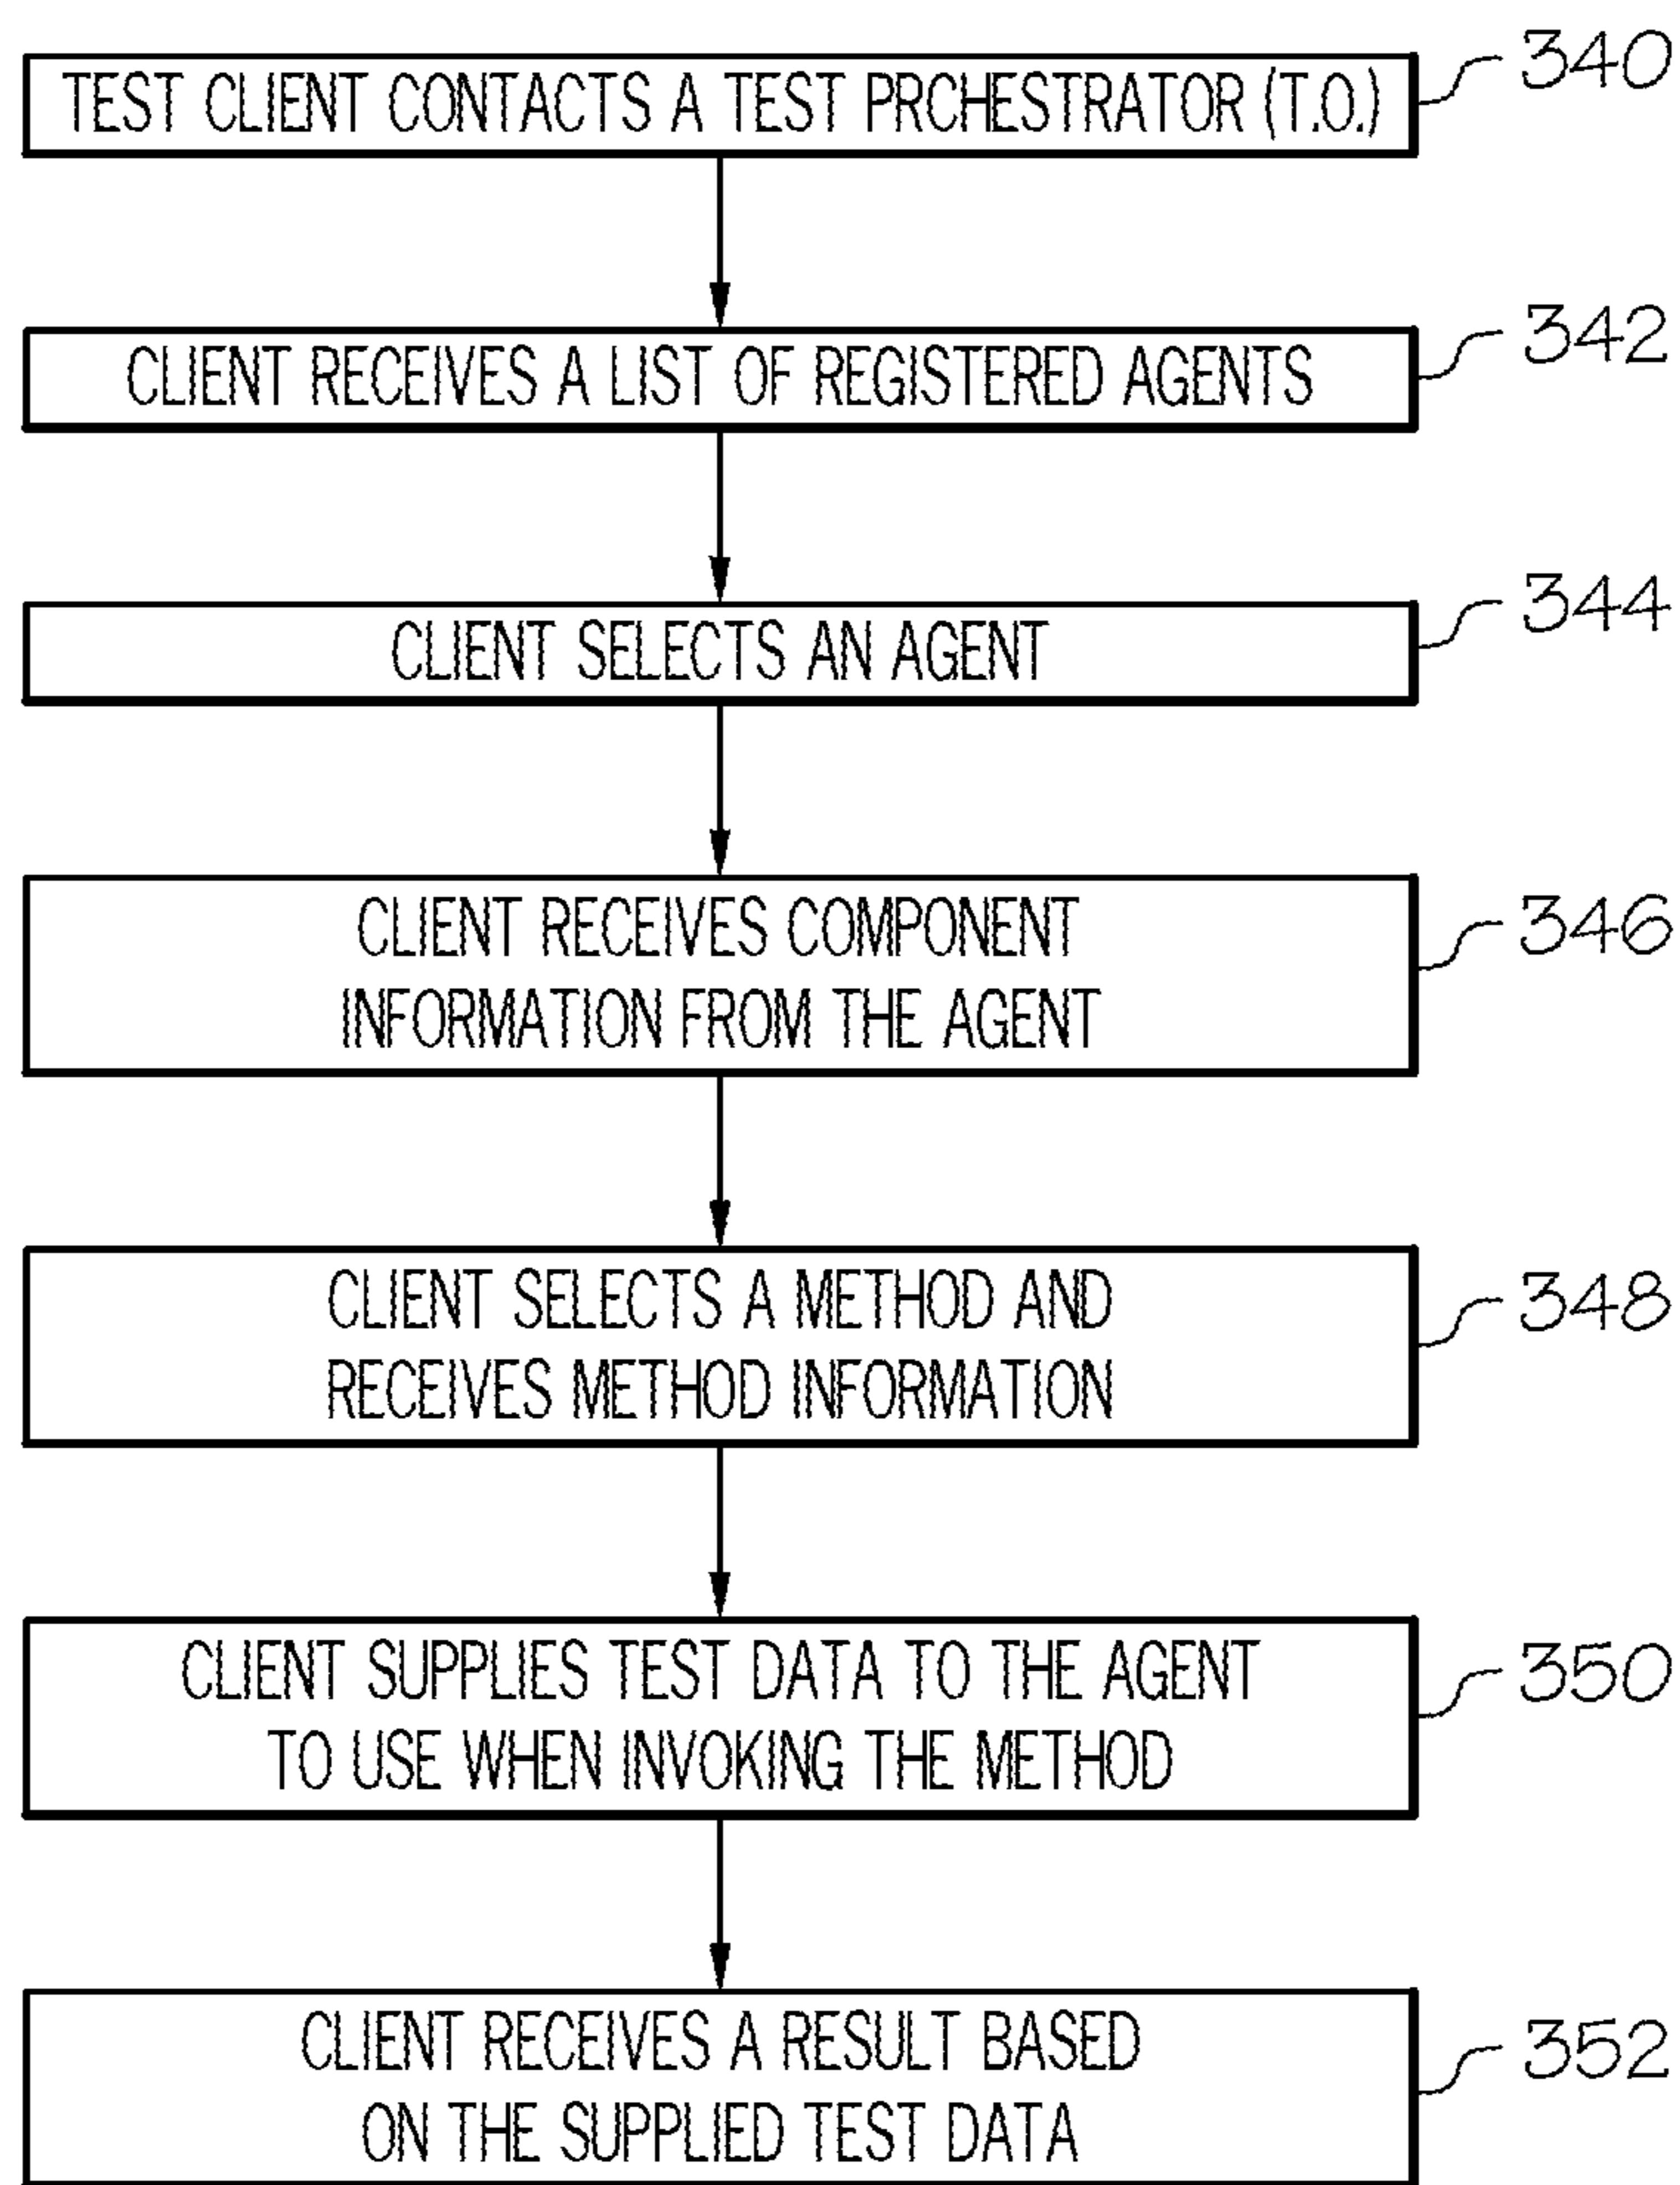 TEST CLIENT CONTACTS A TEST PRCHESTRATOR (T.O.)
340
CLIENT RECEIVES A LIST OF REGISTERED AGENTS
342
CLIENT SELECTS AN AGENT
344
CLIENT RECEIVES COMPONENT
INFORMATION FROM THE AGENT
346
CLIENT SELECTS A METHOD AND
RECEIVES METHOD INFORMATION
348
CLIENT SUPPLIES TEST DATA TO THE AGENT
TO USE WHEN INVOKING THE METHOD
350
CLIENT RECEIVES A RESULT BASED
ON THE SUPPLIED TEST DATA
352